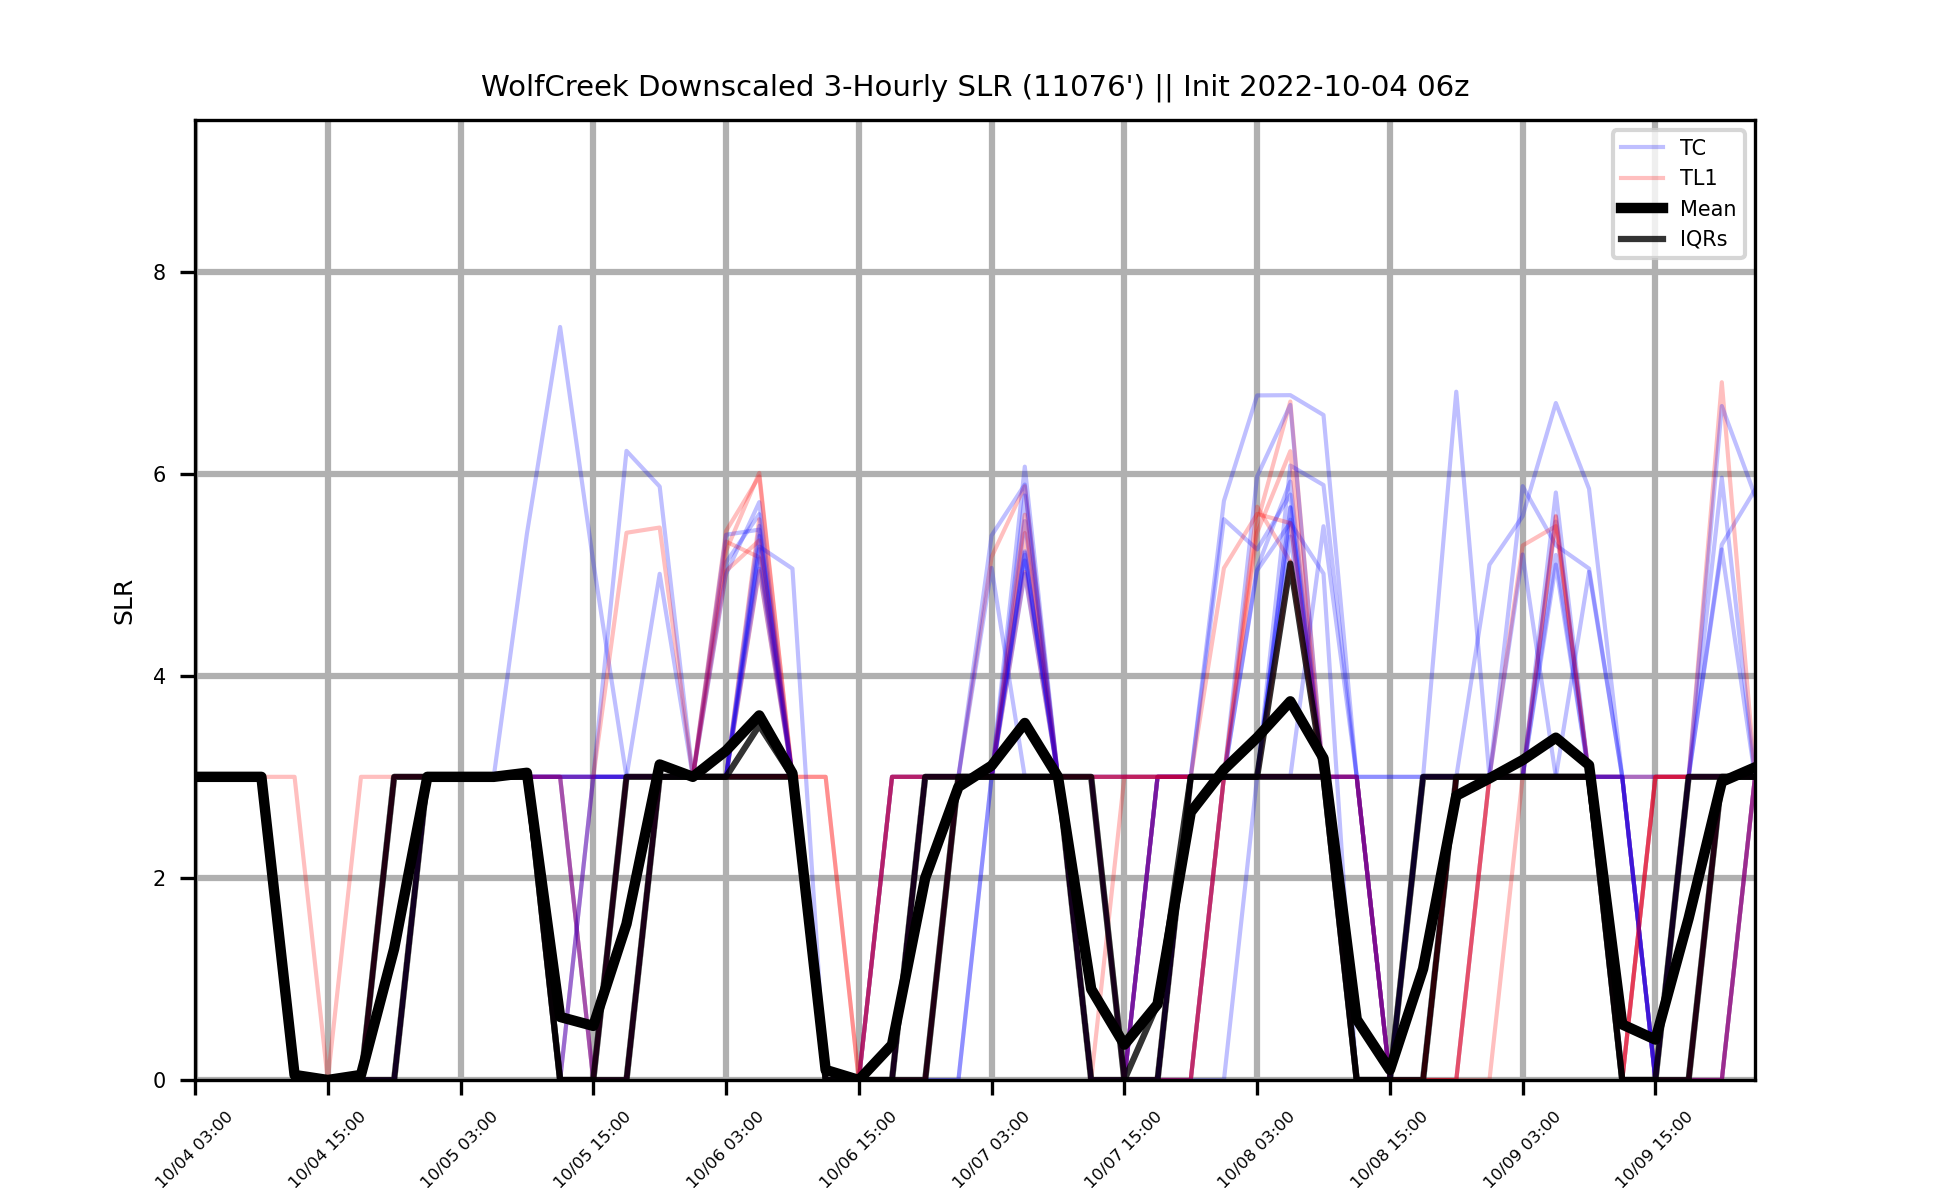 WolfCreek Downscaled 3-Hourly SLR (11076') || Init 2022-10-04 06z
TC
TL1
Mean
IQRs
8
6
4
2
0
SLR
10/04 03:00
10/04 15:00
10/05 03:00
10/05 15:00
10/06 03:00
10/06 15:00
10/07 03:00
10/07 15:00
10/08 03:00
10/08 15:00
10/09 03:00
10/09 15:00